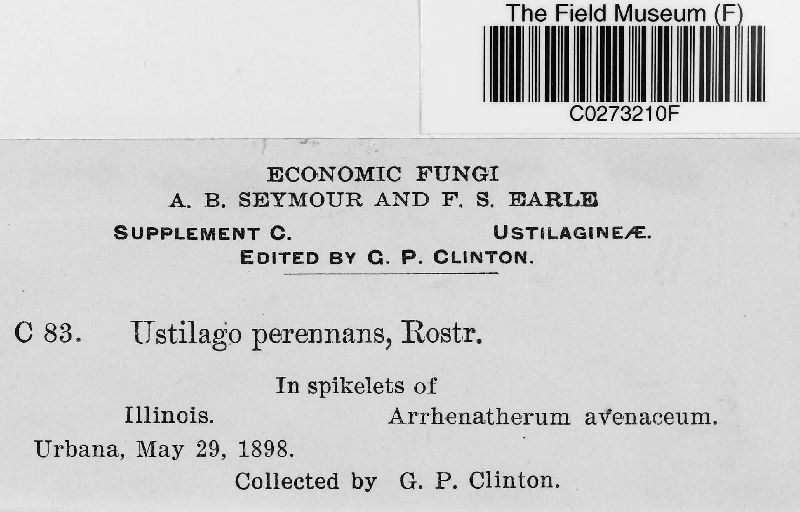 The Field Museum (F)
C0273210F
ECONOMIC FUNGI
A. B. SEYMOUR AND F. S. EARLE
SUPPLEMENT C. USTILAGINEÆ.
EDITED BY G. P. CLINTON.
C 83. Ustilago perennans, Rostr.
In spikelets of
Illinois. Arrhenatherum avenaceum.
Urbana, May 29, 1898.
Collected by G. P. Clinton.